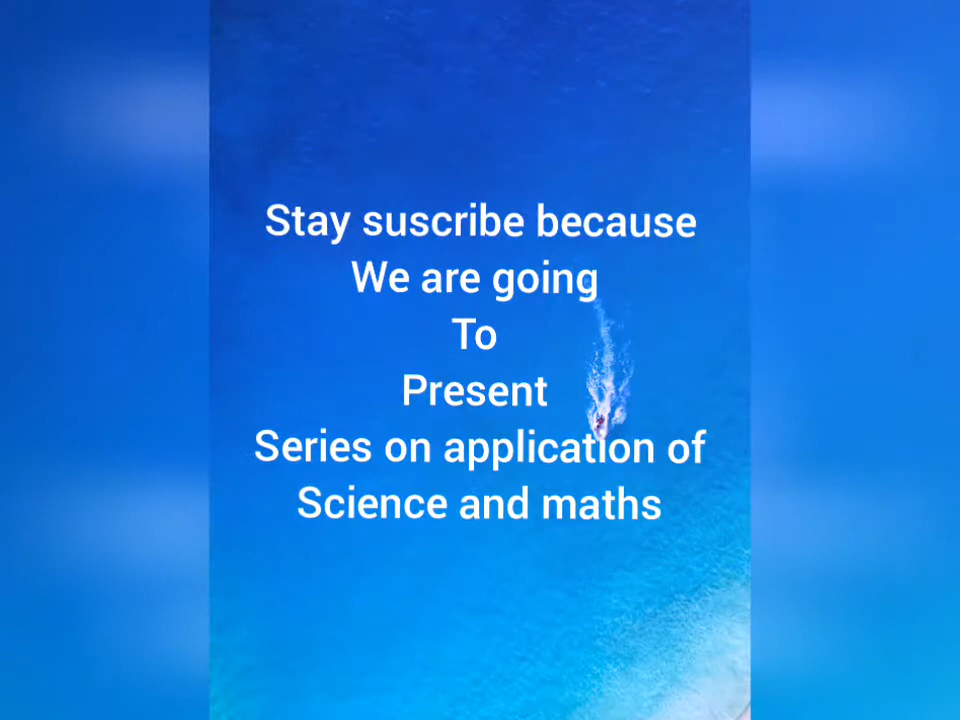 Stay suscribe because
We are going
To
Present
Series on application of
Science and maths